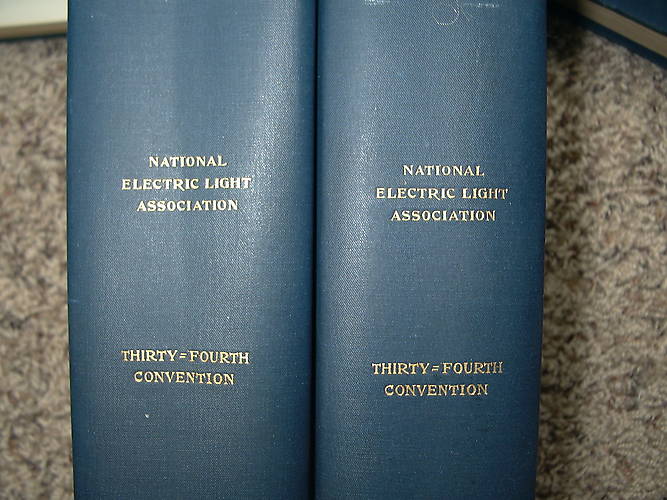 NATIONAL
ELECTRIC LIGHT
ASSOCIATION
THIRTY=FOURTH
CONVENTION
NATIONAL
ELECTRIC LIGHT
ASSOCIATION
THIRTY=FOURTH
CONVENTION